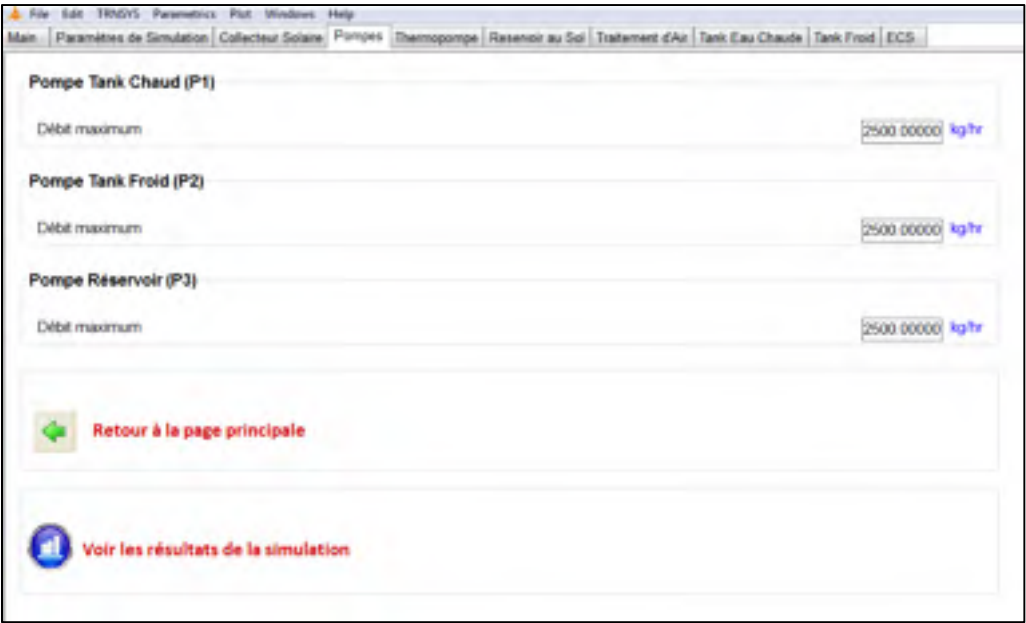 File Edit TRNSYS Parametrics Plot Windows Help
Main Paramètres de Simulation Collecteur Solaire Pompes Thermopompe Reservoir au Sol Traitement d'Air Tank Eau Chaude Tank Froid ECS
Pompe Tank Chaud (P1)
Débit maximum 2500.00000 kg/hr
Pompe Tank Froid (P2)
Débit maximum 2500.00000 kg/hr
Pompe Réservoir (P3)
Débit maximum 2500.00000 kg/hr
Retour à la page principale
Voir les résultats de la simulation